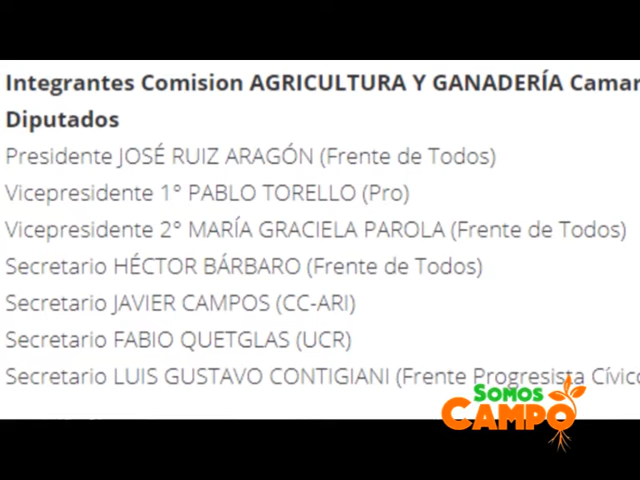 Integrantes Comision AGRICULTURA Y GANADERÍA Camar
Diputados
Presidente JOSÉ RUIZ ARAGÓN (Frente de Todos)
Vicepresidente 1° PABLO TORELLO (Pro)
Vicepresidente 2° MARÍA GRACIELA PAROLA (Frente de Todos)
Secretario HÉCTOR BÁRBARO (Frente de Todos)
Secretario JAVIER CAMPOS (CC-ARI)
Secretario FABIO QUETGLAS (UCR)
Secretario LUIS GUSTAVO CONTIGIANI (Frente Progresista Cívico
SOMOS
CAMPO